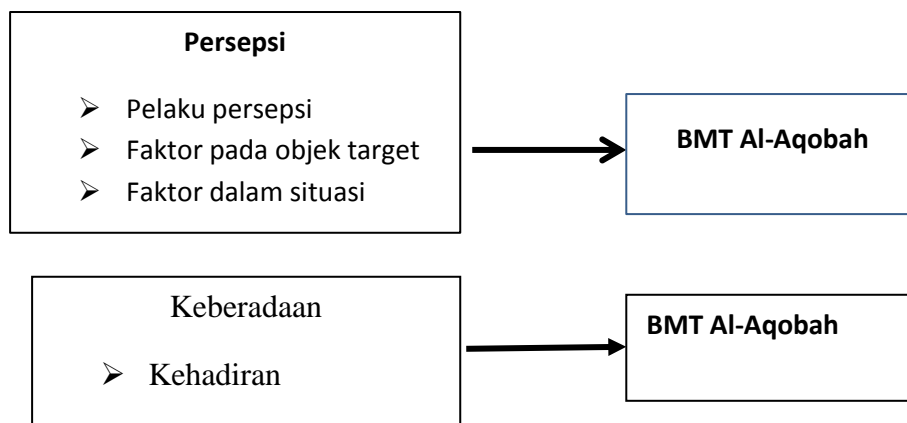 Persepsi
➢ Pelaku persepsi
➢ Faktor pada objek target
➢ Faktor dalam situasi
BMT Al-Aqobah
Keberadaan
➢ Kehadiran
BMT Al-Aqobah